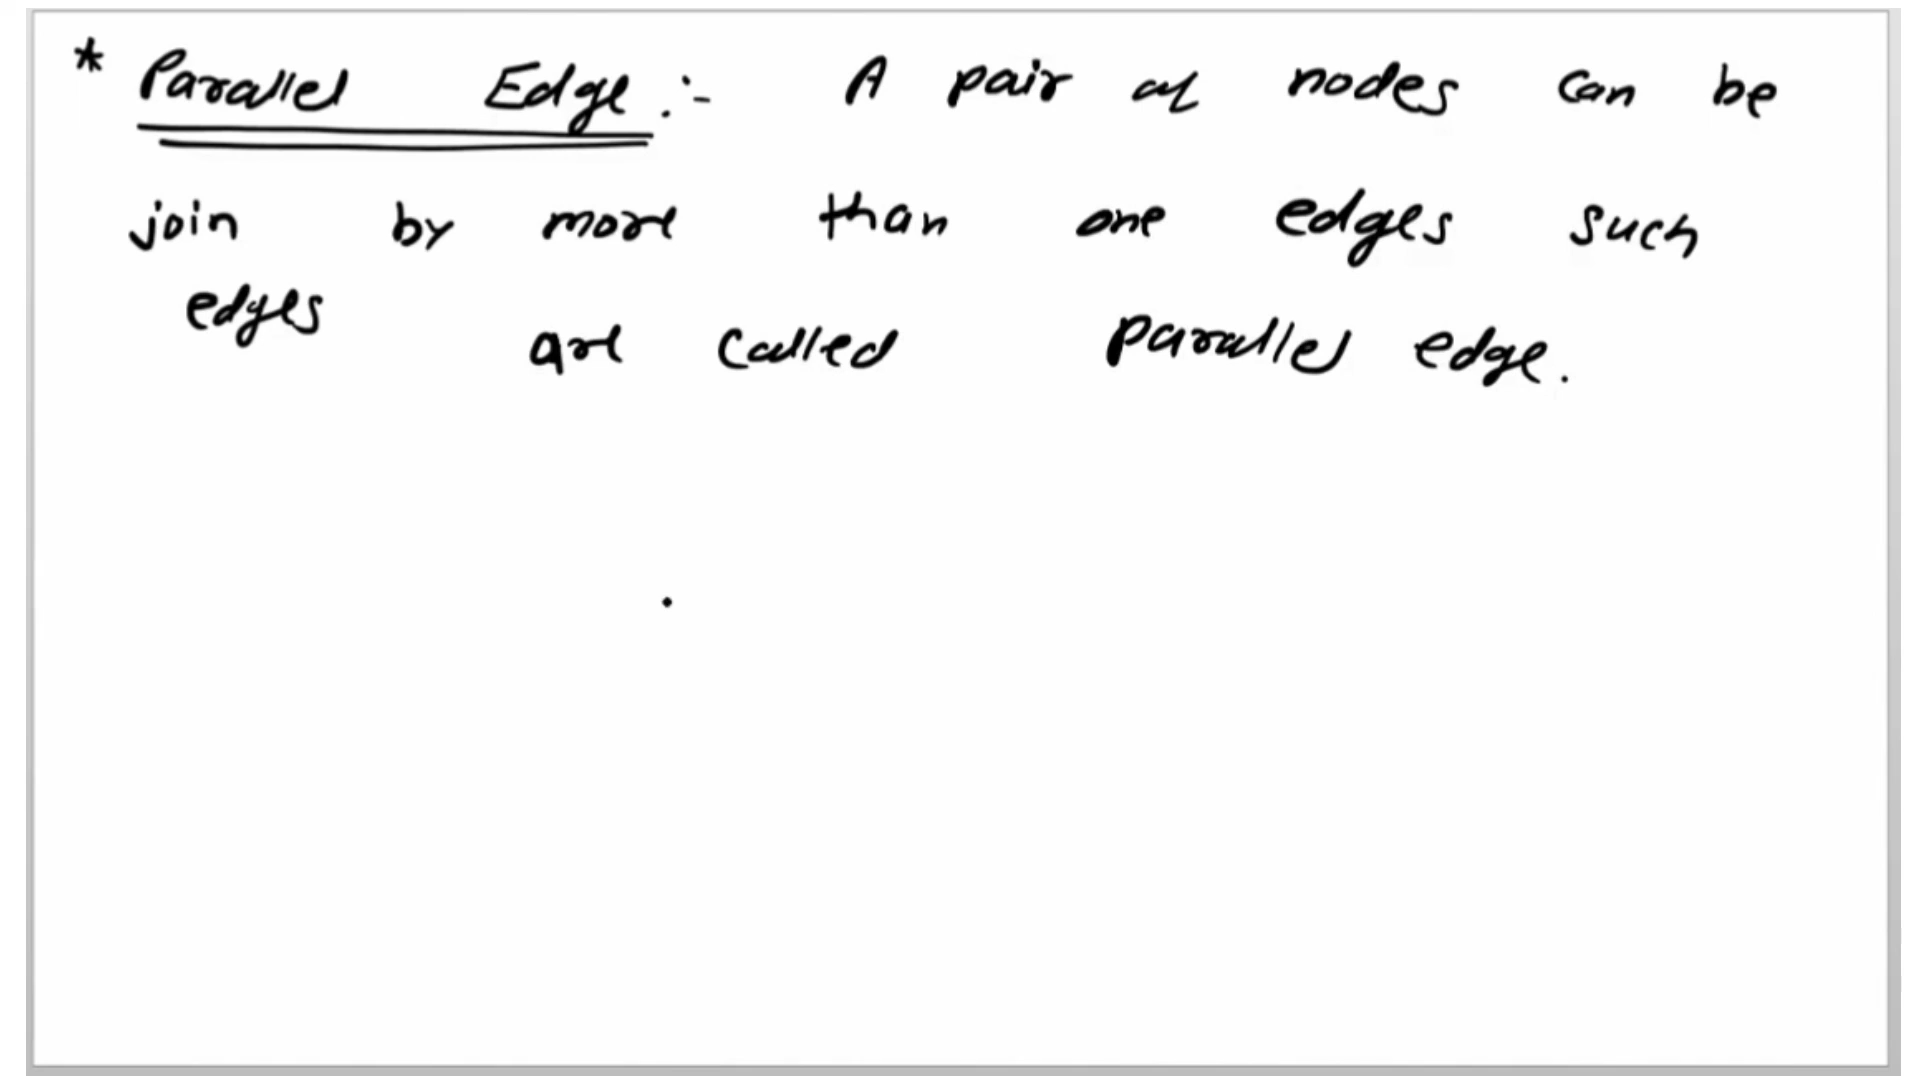 * Parallel Edge :- A pair of nodes can be
join by more than one edges such
edges are called parallel edge.